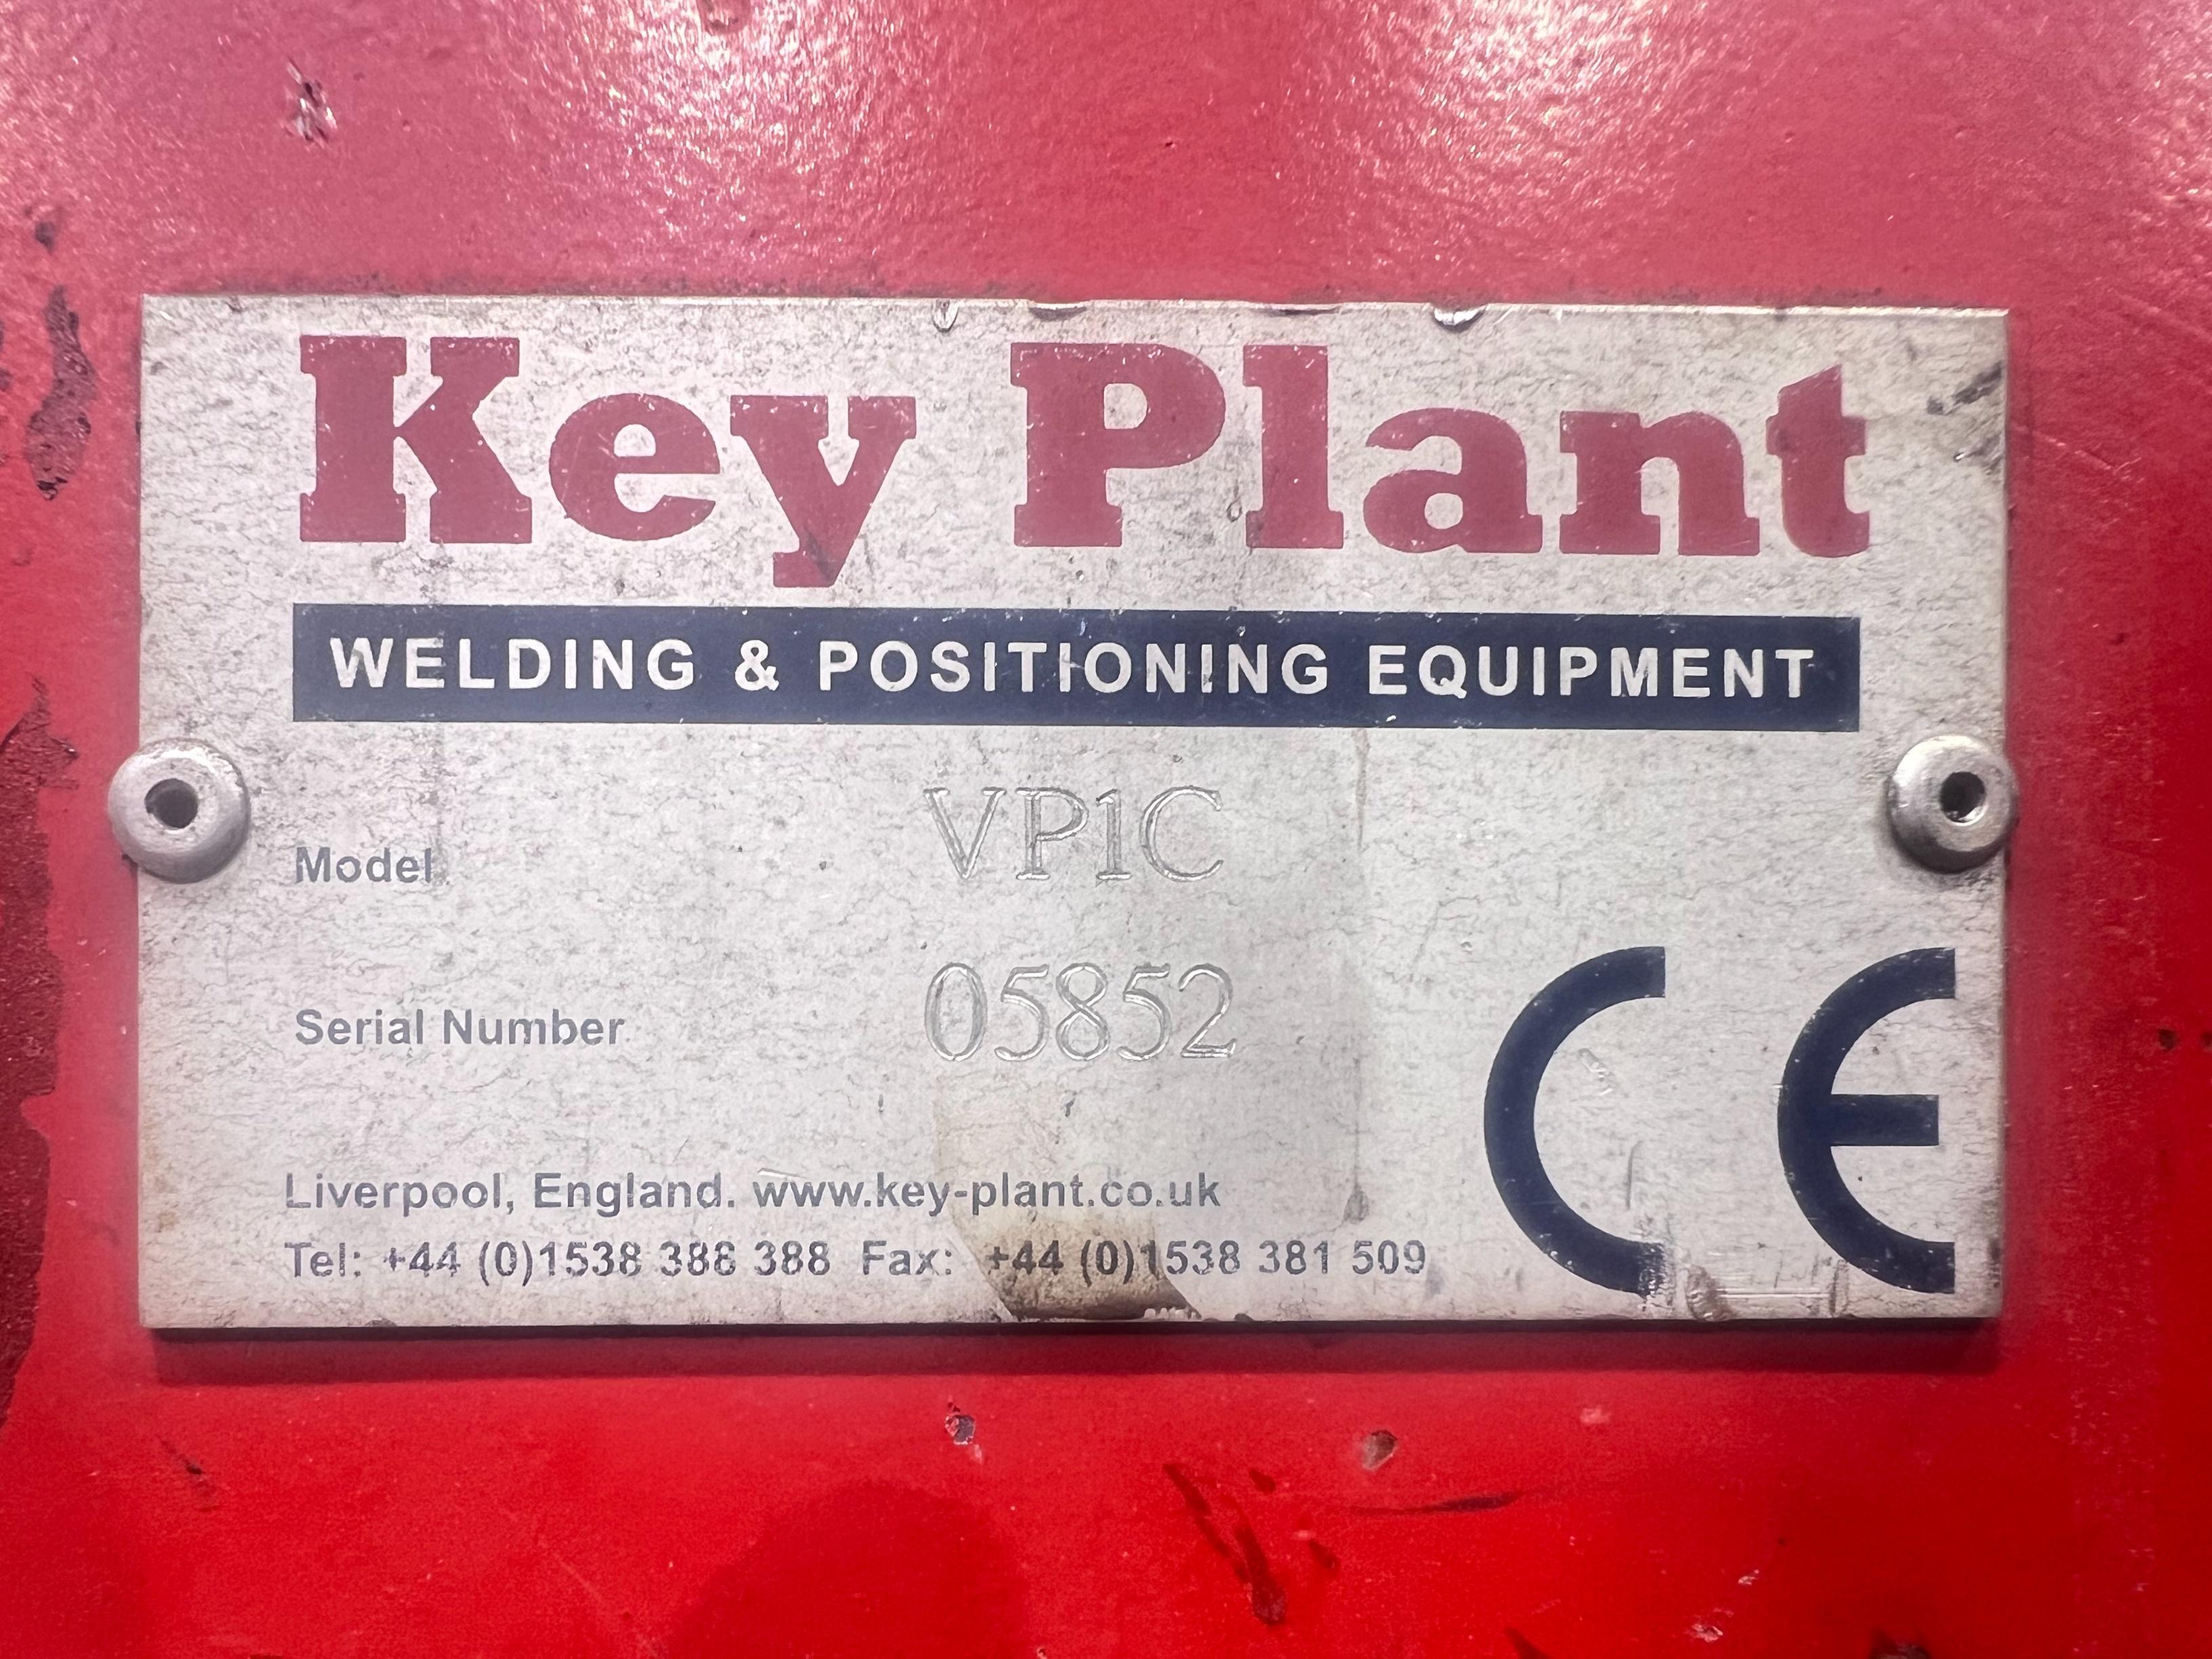 Key Plant
WELDING & POSITIONING EQUIPMENT
Model VP1C
Serial Number 05852
CE
Liverpool, England. www.key-plant.co.uk
Tel: +44 (0)1538 388 388 Fax: +44 (0)1538 381 509